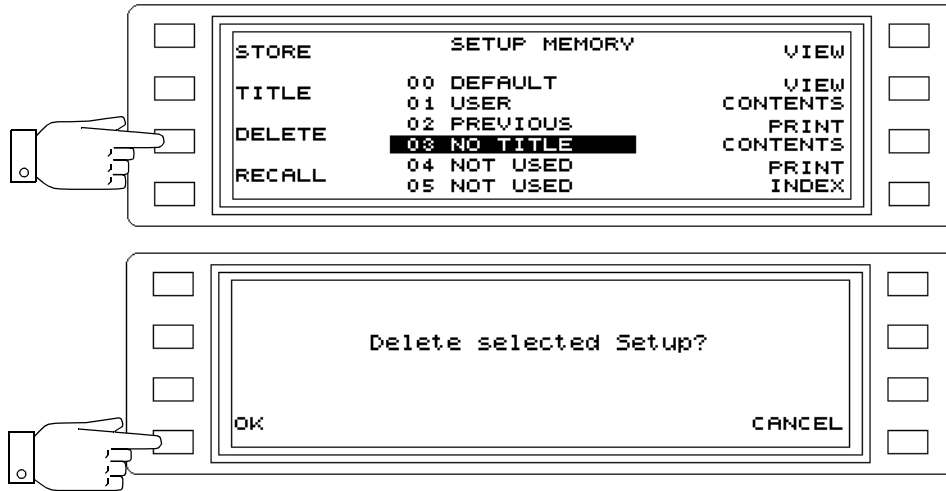 SETUP MEMORY
STORE
VIEW
00 DEFAULT
VIEW
TITLE
01 USER
CONTENTS
02 PREVIOUS
PRINT
DELETE
03 NO TITLE
CONTENTS
04 NOT USED
PRINT
RECALL
05 NOT USED
INDEX
Delete selected Setup?
OK
CANCEL